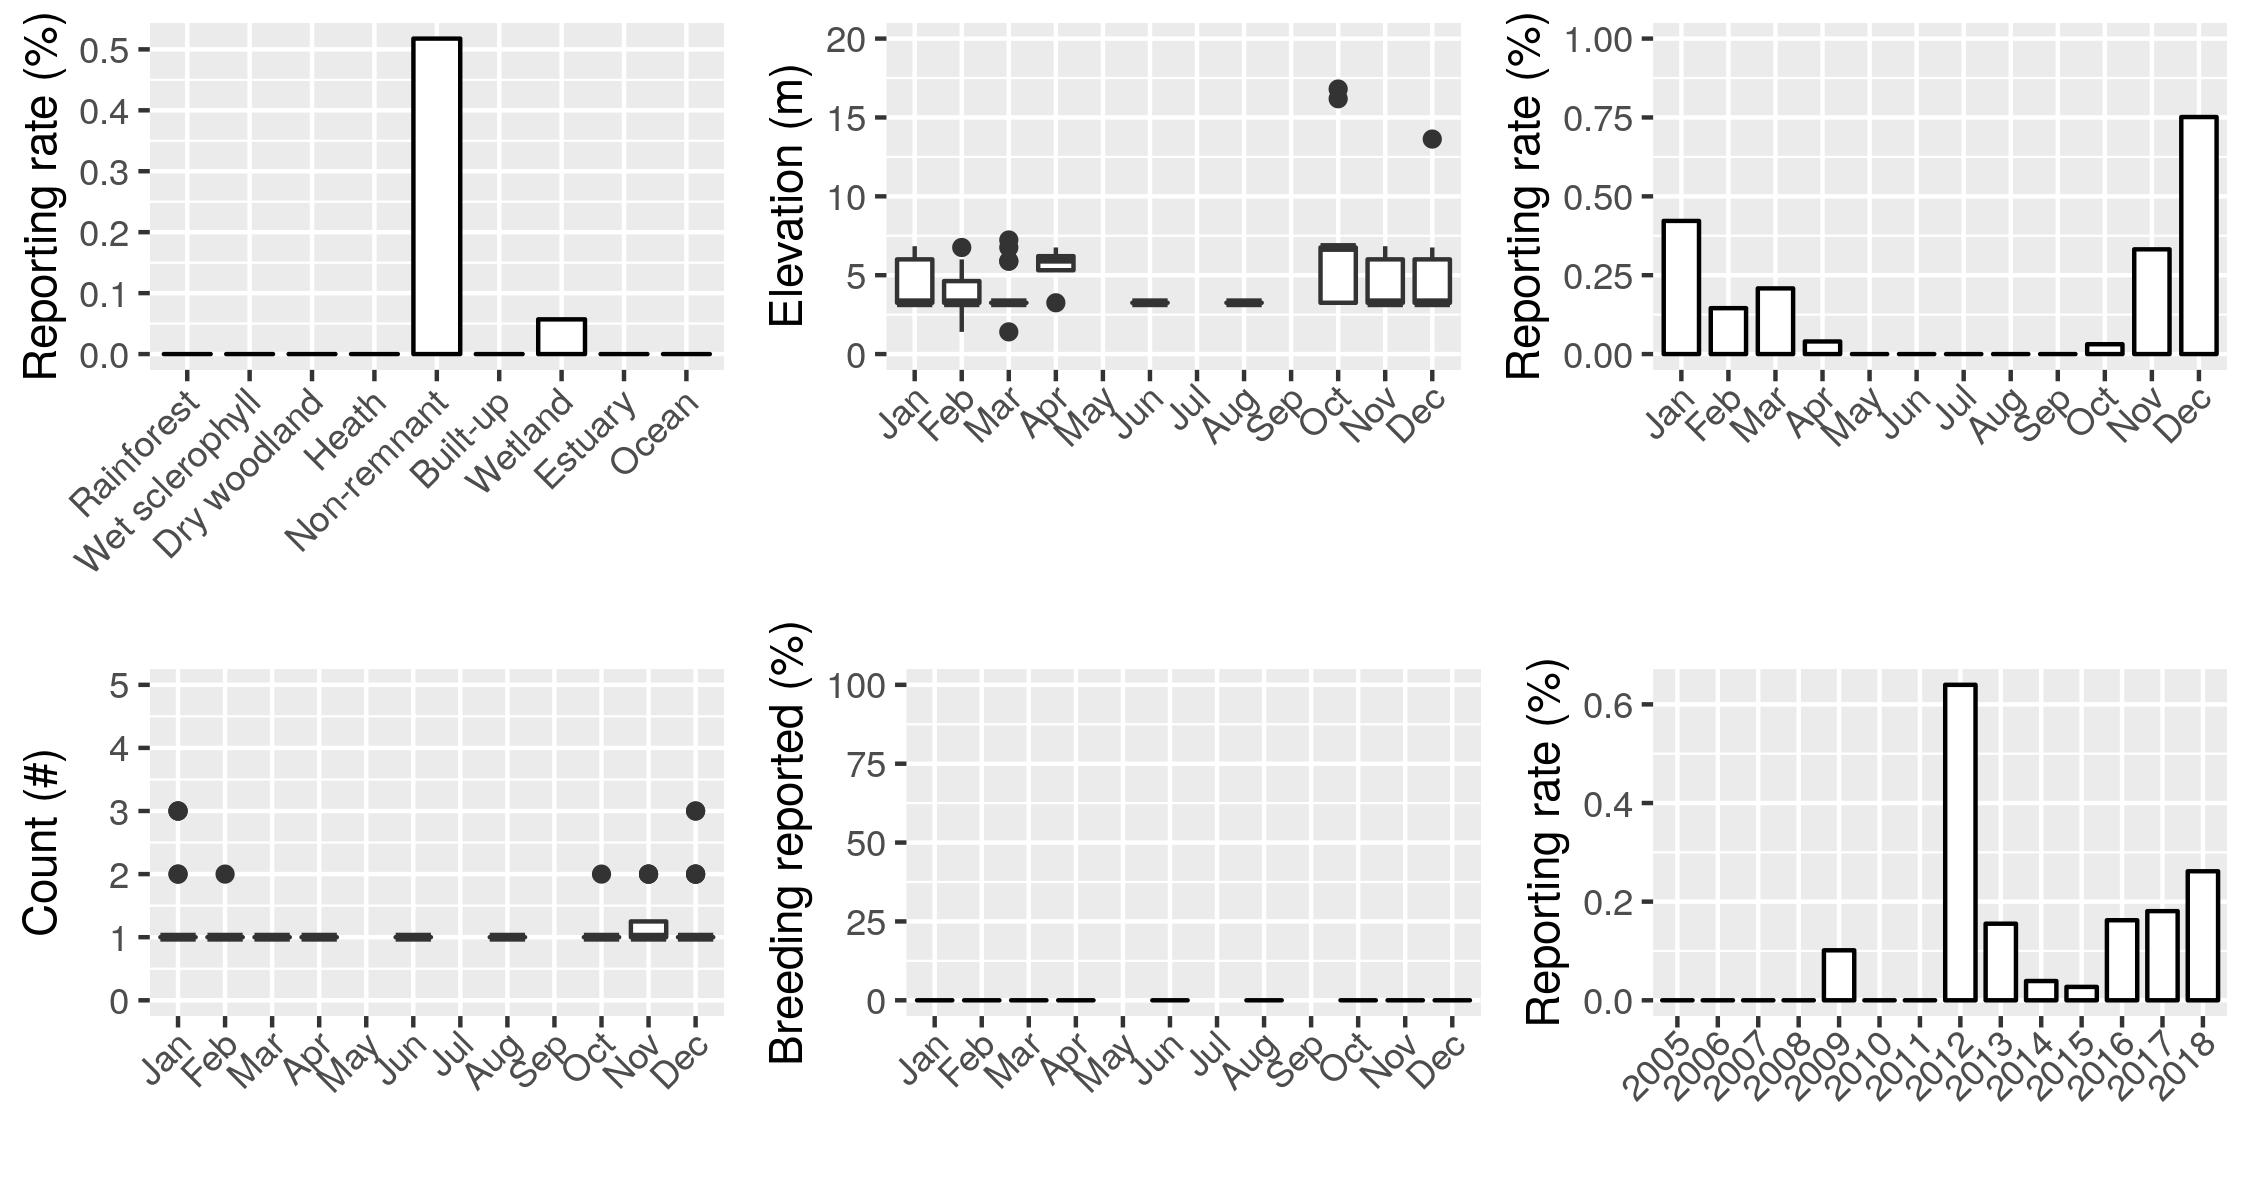 Reporting rate (%)
0.5
0.4
0.3
0.2
0.1
0.0
Rainforest
Wet sclerophyll
Dry woodland
Heath
Non-remnant
Built-up
Wetland
Estuary
Ocean
Elevation (m)
20
15
10
5
0
Jan
Feb
Mar
Apr
May
Jun
Jul
Aug
Sep
Oct
Nov
Dec
Reporting rate (%)
1.00
0.75
0.50
0.25
0.00
Jan
Feb
Mar
Apr
May
Jun
Jul
Aug
Sep
Oct
Nov
Dec
Count (#)
5
4
3
2
1
0
Jan
Feb
Mar
Apr
May
Jun
Jul
Aug
Sep
Oct
Nov
Dec
Breeding reported (%)
100
75
50
25
0
Jan
Feb
Mar
Apr
May
Jun
Jul
Aug
Sep
Oct
Nov
Dec
Reporting rate (%)
0.6
0.4
0.2
0.0
2005
2006
2007
2008
2009
2010
2011
2012
2013
2014
2015
2016
2017
2018